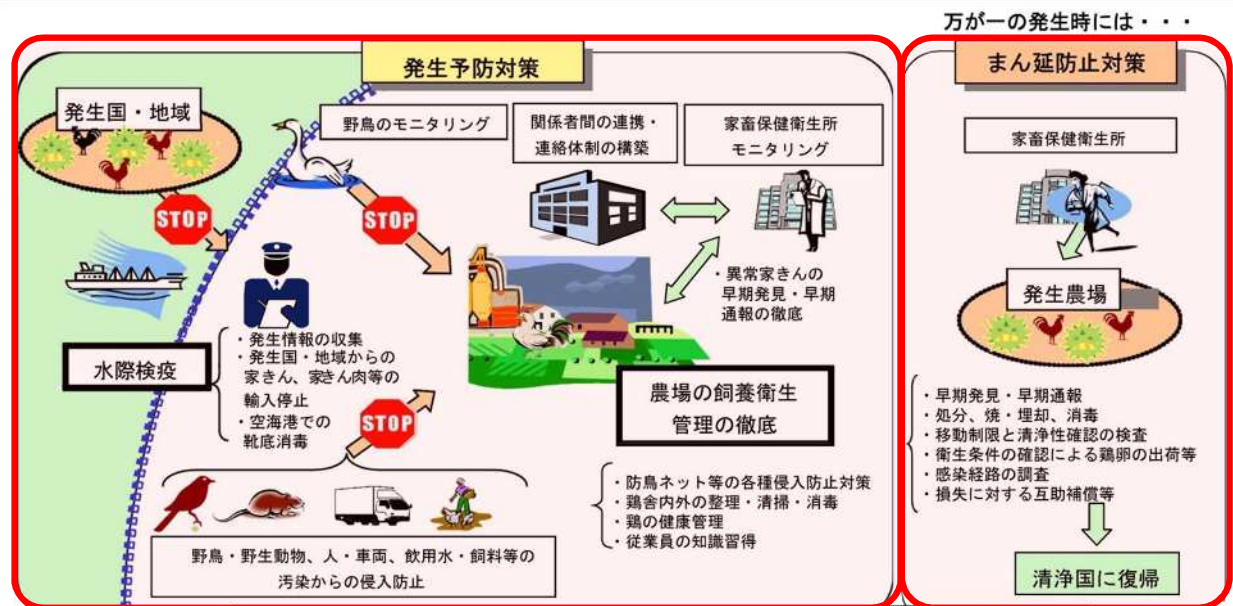 万が一の発生時には・・・
発生予防対策
発生国・地域
STOP
野鳥のモニタリング
STOP
関係者間の連携・
連絡体制の構築
家畜保健衛生所
モニタリング
・異常家きんの
早期発見・早期
通報の徹底
水際検疫
・発生情報の収集
・発生国・地域からの
家きん、家きん肉等の
輸入停止
・空海港での
靴底消毒
STOP
農場の飼養衛生
管理の徹底
・防鳥ネット等の各種侵入防止対策
・鶏舎内外の整理・清掃・消毒
・鶏の健康管理
・従業員の知識習得
野鳥・野生動物、人・車両、飲用水・飼料等の
汚染からの侵入防止
まん延防止対策
家畜保健衛生所
発生農場
・早期発見・早期通報
・処分、焼・埋却、消毒
・移動制限と清浄性確認の検査
・衛生条件の確認による鶏卵の出荷等
・感染経路の調査
・損失に対する互助補償等
清浄国に復帰